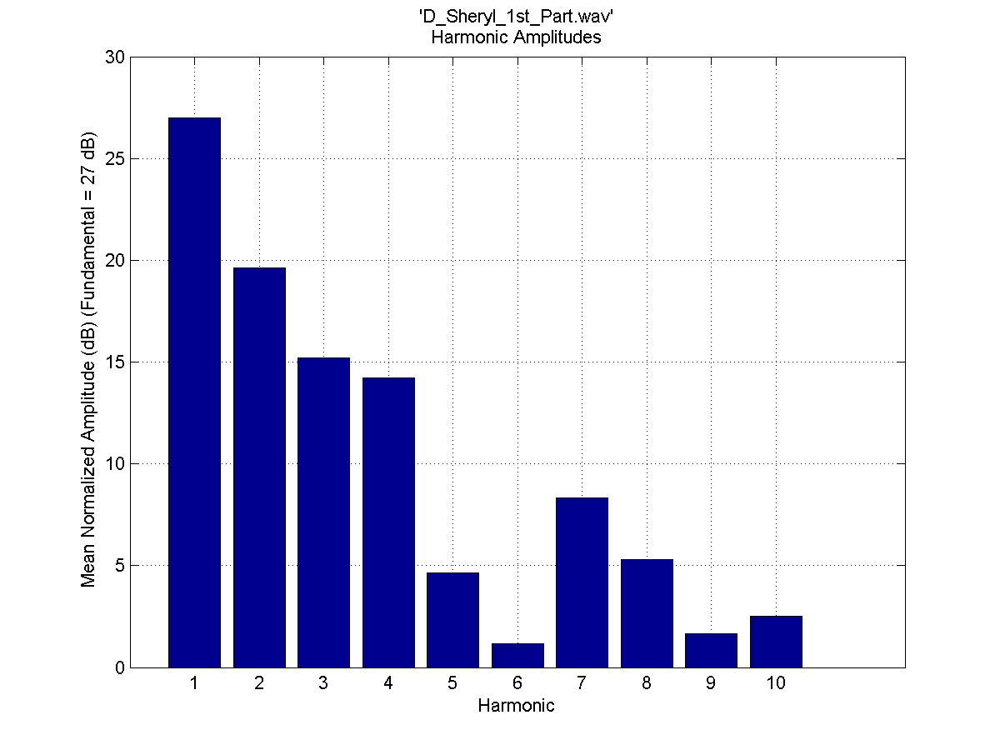 'D_Sheryl_1st_Part.wav'
Harmonic Amplitudes
Mean Normalized Amplitude (dB) (Fundamental = 27 dB)
30
25
20
15
10
5
0
1 2 3 4 5 6 7 8 9 10
Harmonic